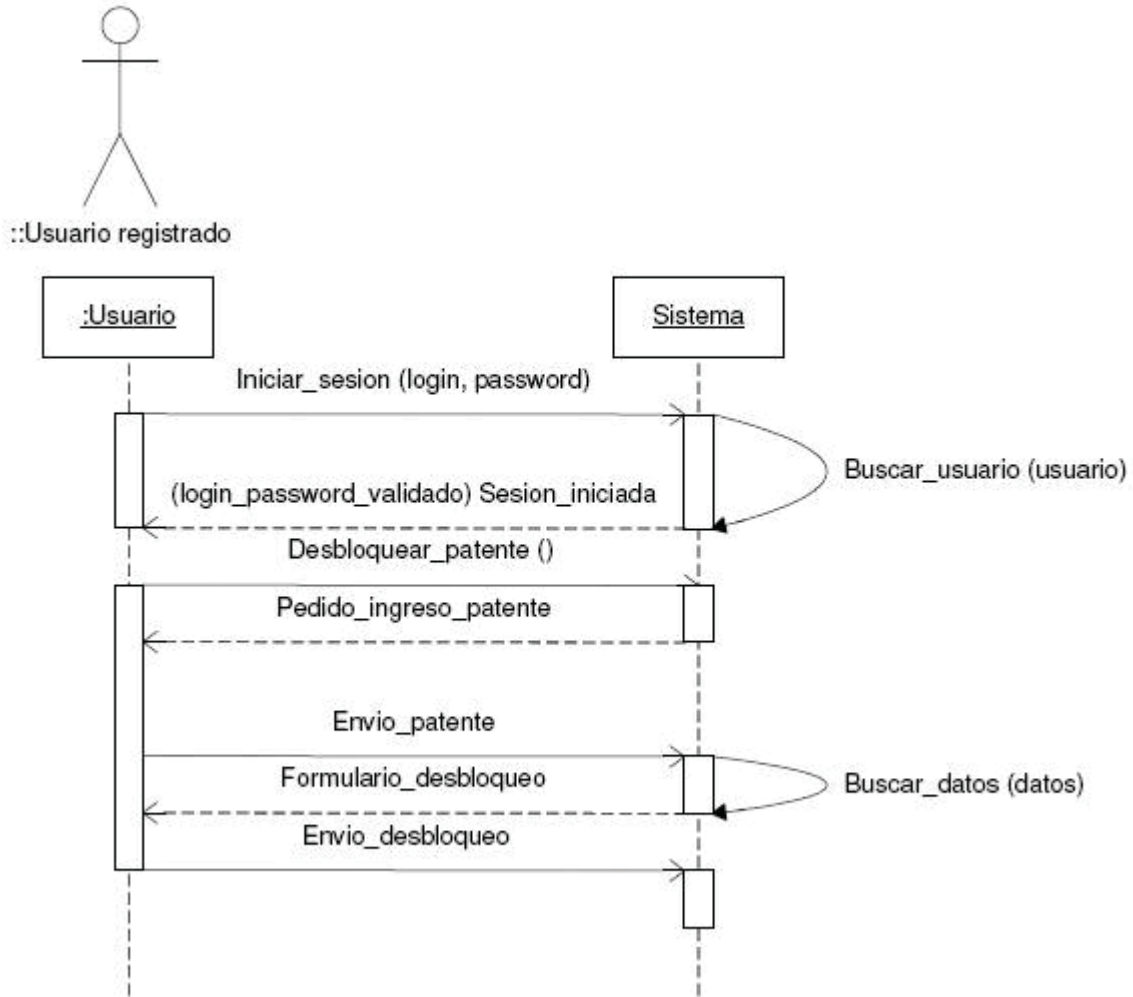 ::Usuario registrado
:Usuario
Sistema
Iniciar_sesion (login, password)
Buscar_usuario (usuario)
(login_password_validado) Sesion_iniciada
Desbloquear_patente ()
Pedido_ingreso_patente
Envio_patente
Formulario_desbloqueo
Buscar_datos (datos)
Envio_desbloqueo